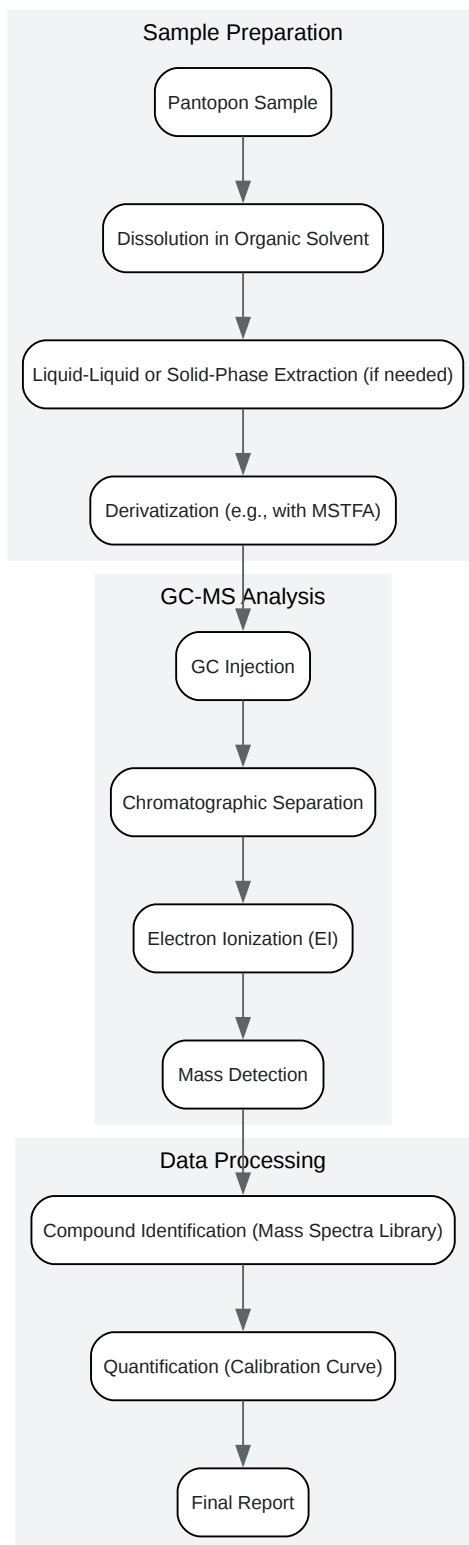 Sample Preparation
Pantopon Sample
Dissolution in Organic Solvent
Liquid-Liquid or Solid-Phase Extraction (if needed)
Derivatization (e.g., with MSTFA)
GC-MS Analysis
GC Injection
Chromatographic Separation
Electron Ionization (EI)
Mass Detection
Data Processing
Compound Identification (Mass Spectra Library)
Quantification (Calibration Curve)
Final Report